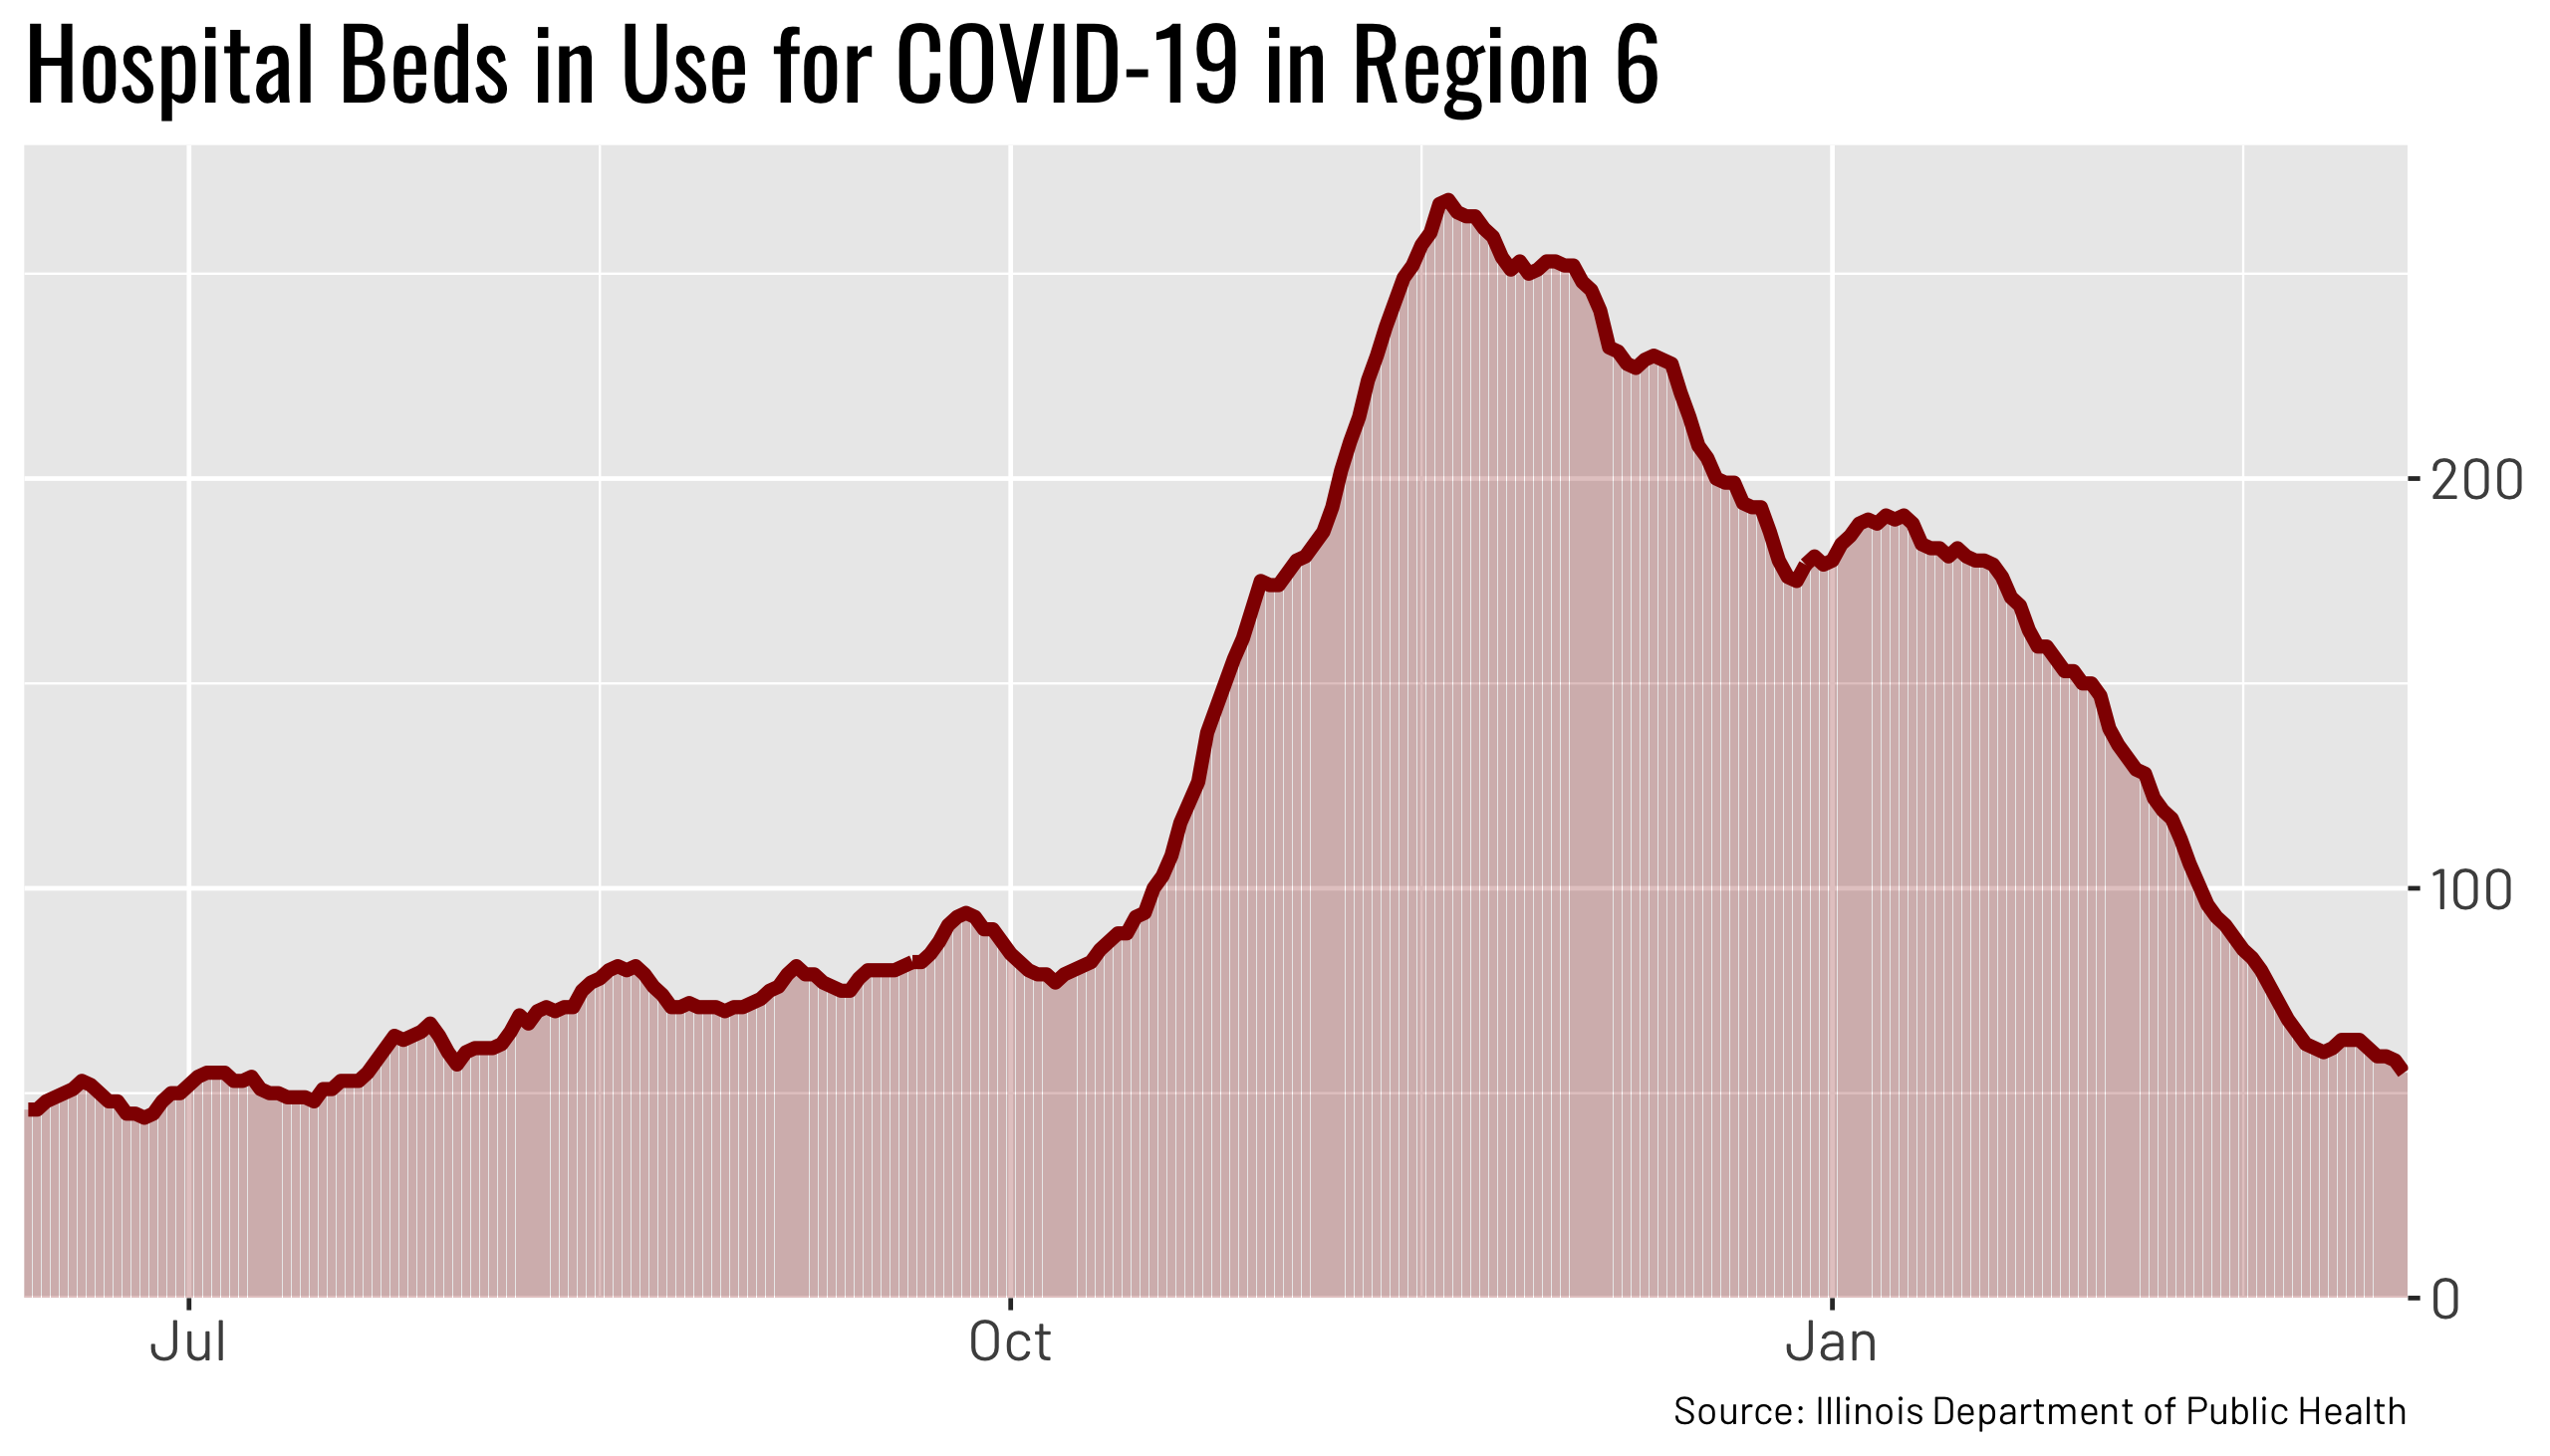 Hospital Beds in Use for COVID-19 in Region 6
200
100
0
Jul Oct Jan
Source: Illinois Department of Public Health